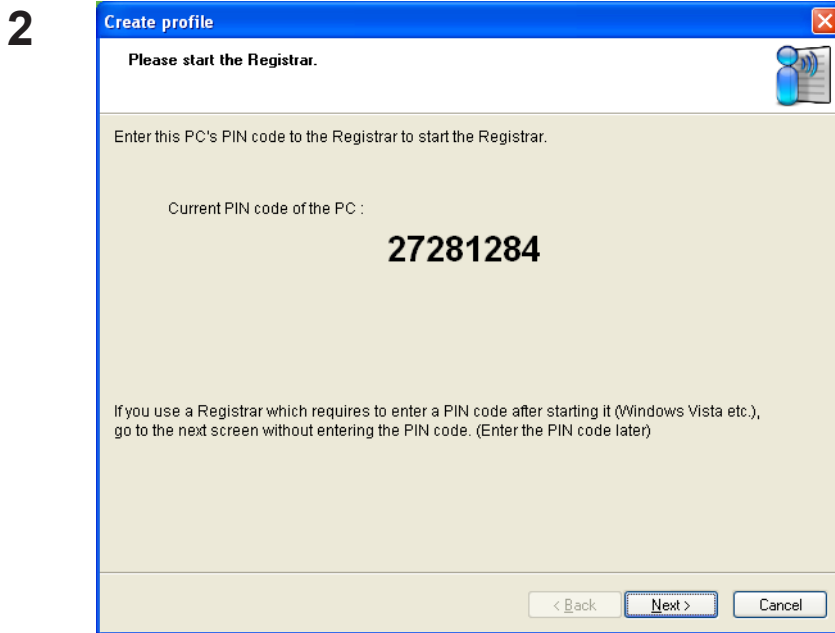 2
Create profile
Please start the Registrar.
Enter this PC's PIN code to the Registrar to start the Registrar.
Current PIN code of the PC :
27281284
If you use a Registrar which requires to enter a PIN code after starting it (Windows Vista etc.),
go to the next screen without entering the PIN code. (Enter the PIN code later)
< Back Next > Cancel